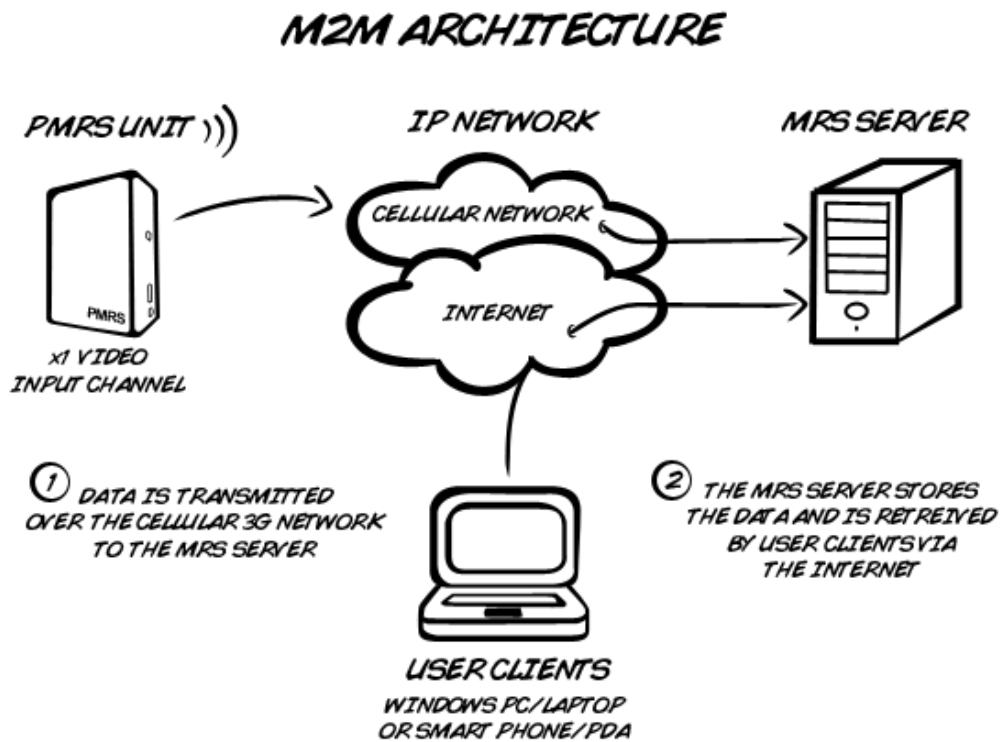 M2M ARCHITECTURE
PMRS UNIT
IP NETWORK
MRS SERVER
CELLULAR NETWORK
INTERNET
PMRS
x1 VIDEO
INPUT CHANNEL
1 DATA IS TRANSMITTED
OVER THE CELLULAR 3G NETWORK
TO THE MRS SERVER
2 THE MRS SERVER STORES
THE DATA AND IS RETREIVED
BY USER CLIENTS VIA
THE INTERNET
USER CLIENTS
WINDOWS PC/LAPTOP
OR SMART PHONE/PDA